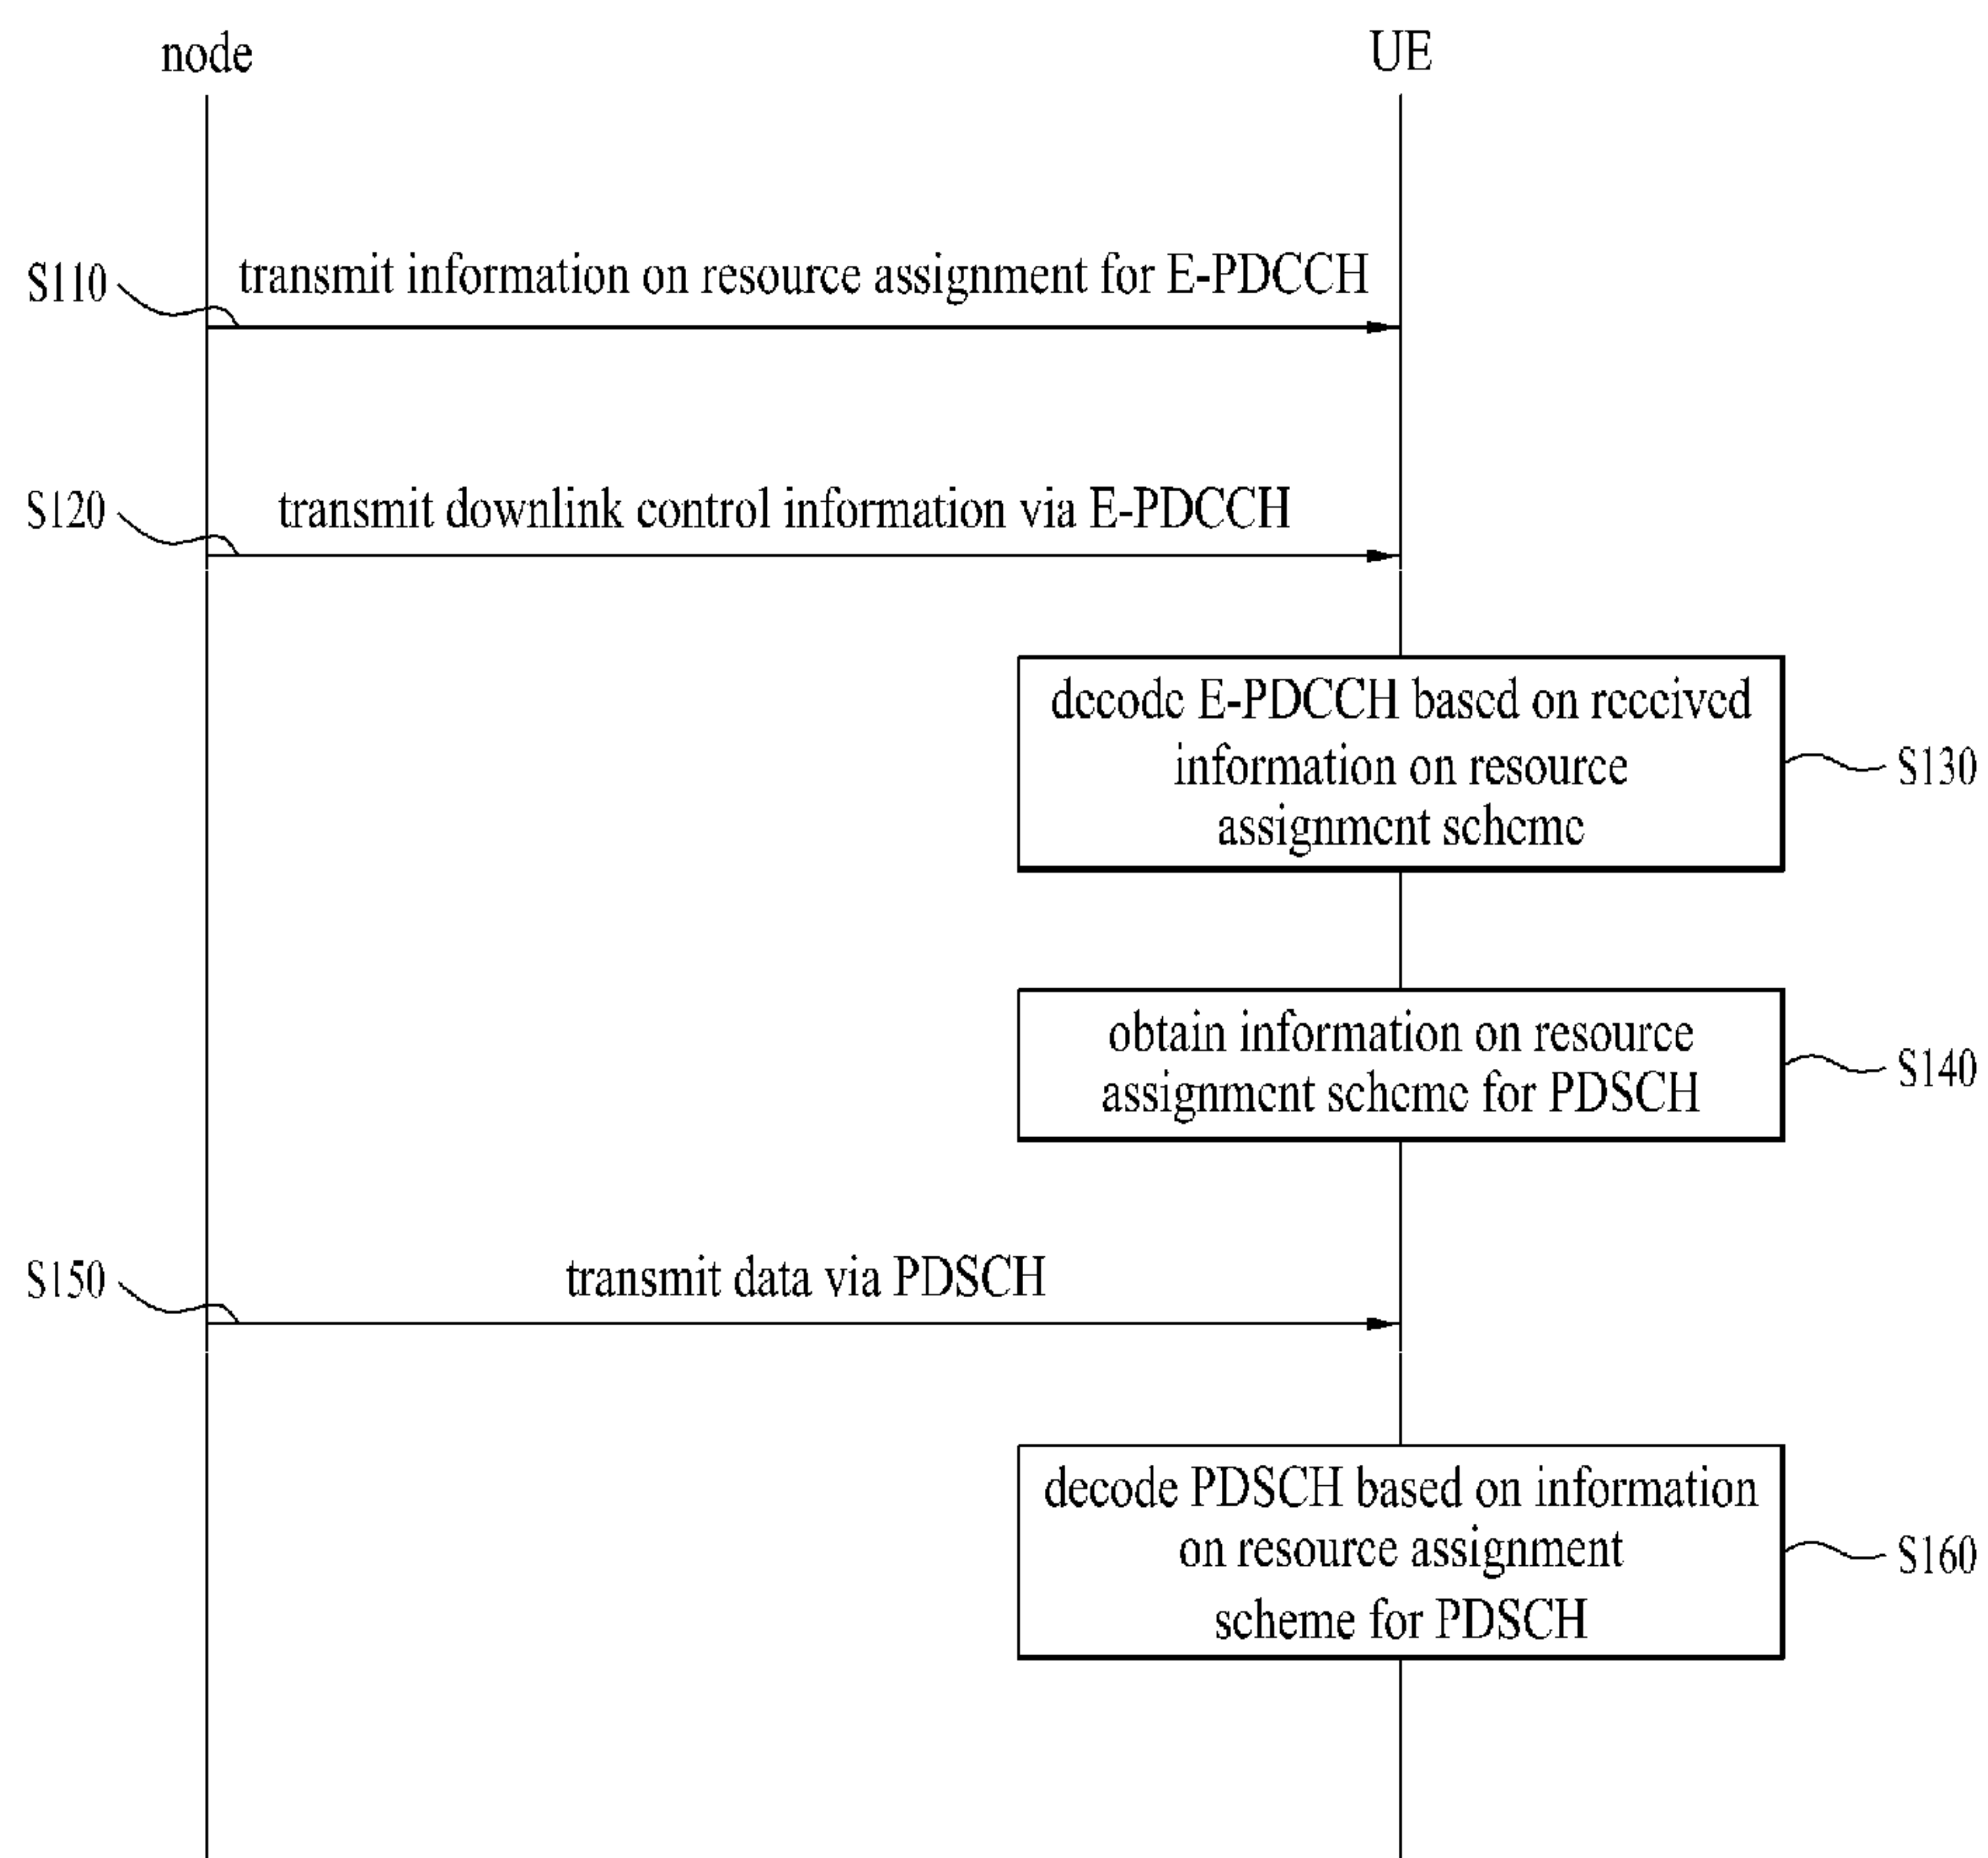 node
UE
S110
transmit information on resource assignment for E-PDCCH
S120
transmit downlink control information via E-PDCCH
decode E-PDCCH based on received
information on resource
assignment scheme
S130
obtain information on resource
assignment scheme for PDSCH
S140
S150
transmit data via PDSCH
decode PDSCH based on information
on resource assignment
scheme for PDSCH
S160